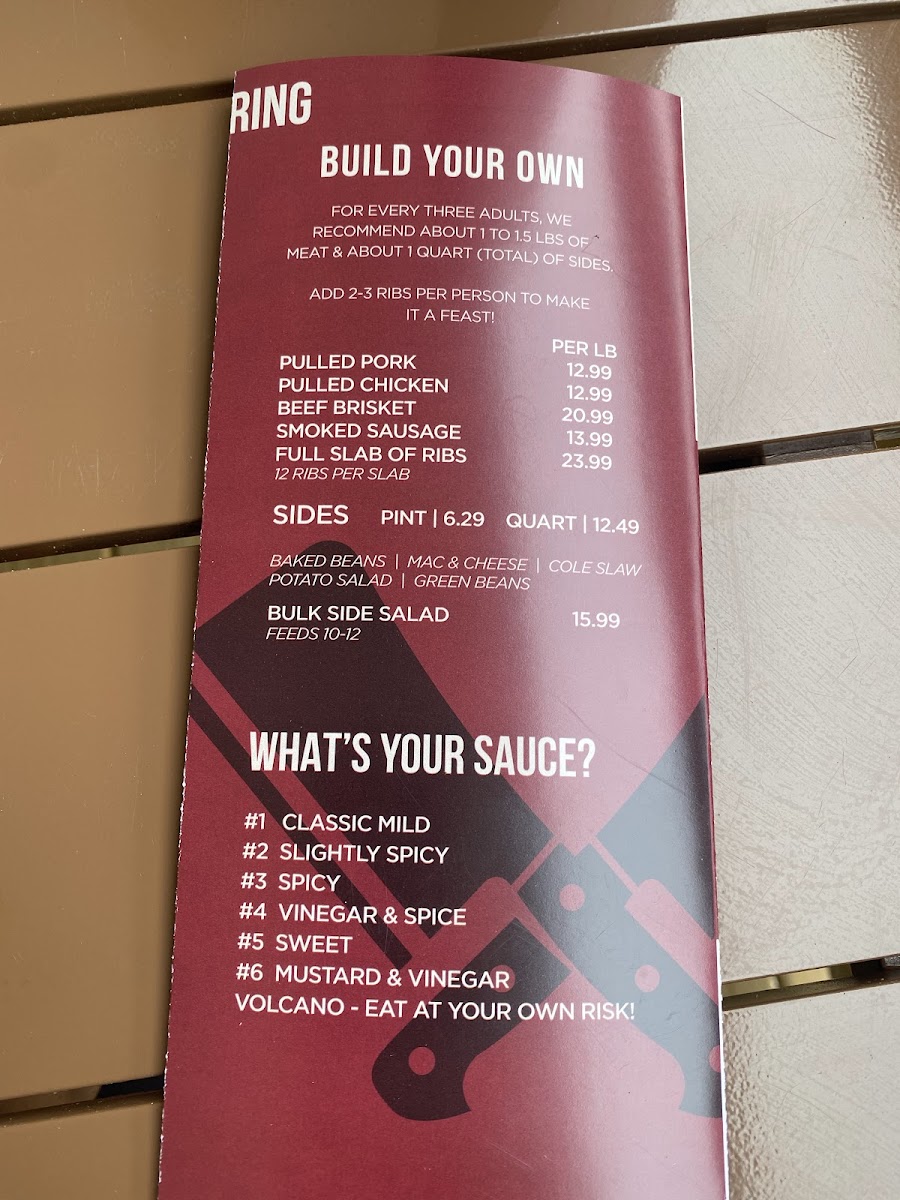 RING
BUILD YOUR OWN
FOR EVERY THREE ADULTS, WE
RECOMMEND ABOUT 1 TO 1.5 LBS OF
MEAT & ABOUT 1 QUART (TOTAL) OF SIDES.
ADD 2-3 RIBS PER PERSON TO MAKE
IT A FEAST!
PER LB
PULLED PORK 12.99
PULLED CHICKEN 12.99
BEEF BRISKET 20.99
SMOKED SAUSAGE 13.99
FULL SLAB OF RIBS 23.99
12 RIBS PER SLAB
SIDES PINT | 6.29 QUART | 12.49
BAKED BEANS | MAC & CHEESE | COLE SLAW
POTATO SALAD | GREEN BEANS
BULK SIDE SALAD 15.99
FEEDS 10-12
WHAT'S YOUR SAUCE?
#1 CLASSIC MILD
#2 SLIGHTLY SPICY
#3 SPICY
#4 VINEGAR & SPICE
#5 SWEET
#6 MUSTARD & VINEGAR
VOLCANO - EAT AT YOUR OWN RISK!